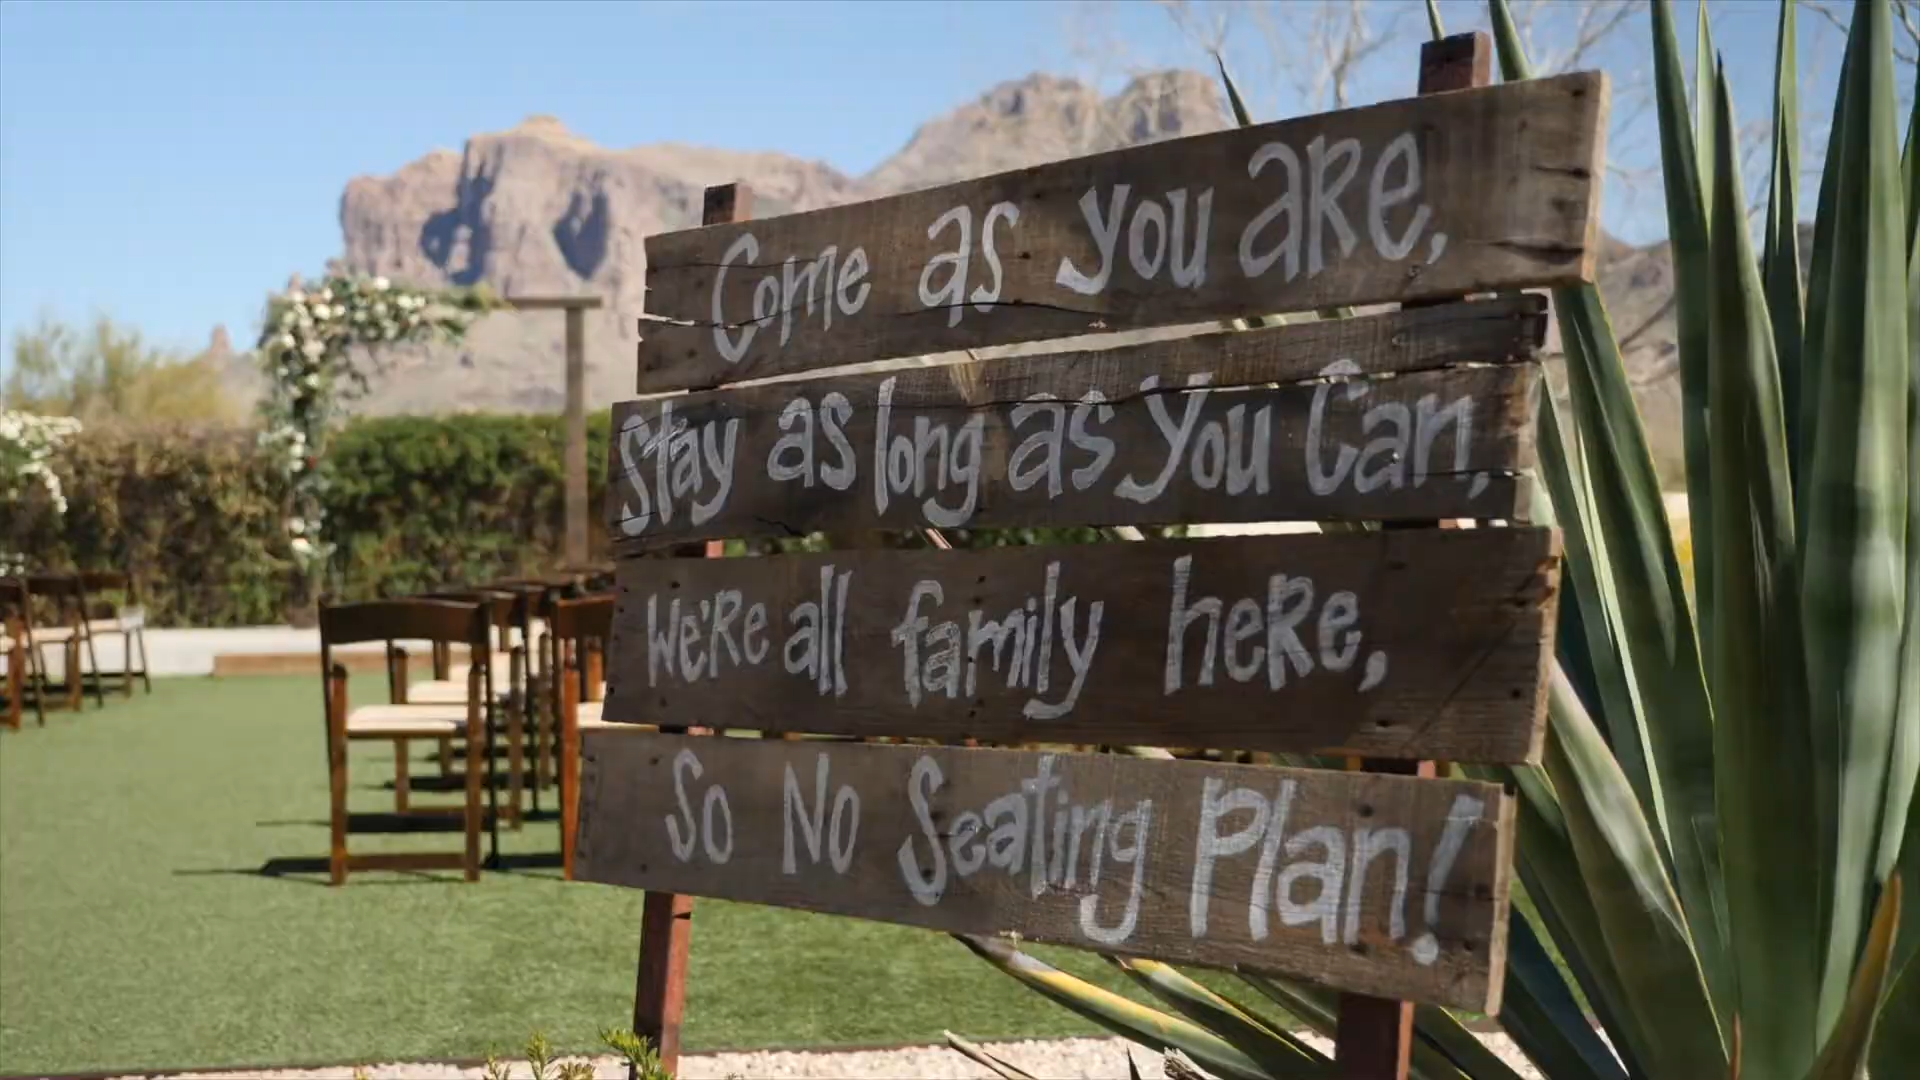 Come as you are,
Stay as long as you Can,
We're all family here,
So No Seating Plan!